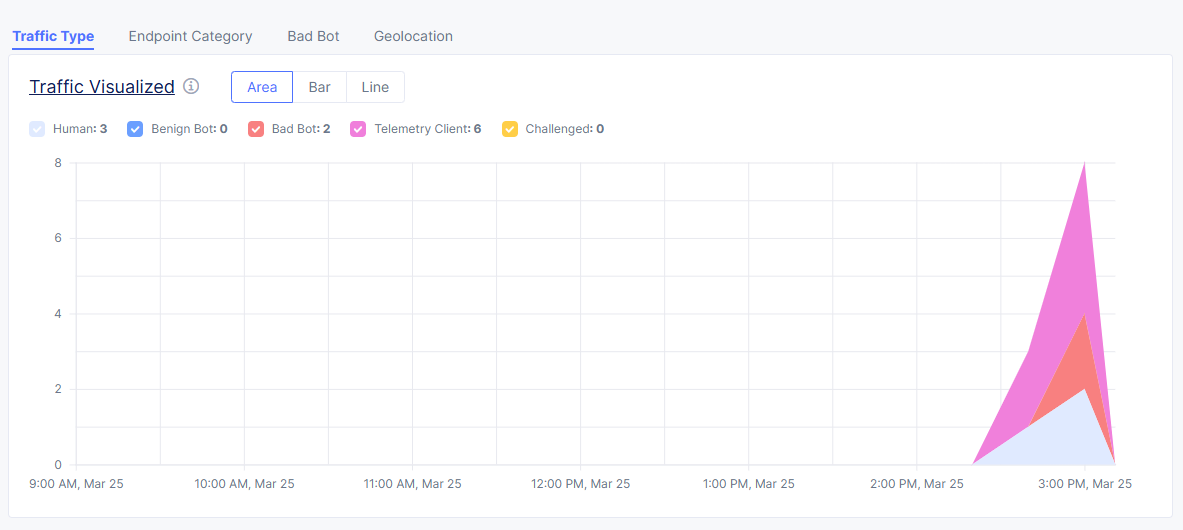 Traffic Type Endpoint Category Bad Bot Geolocation
Traffic Visualized Area Bar Line
Human: 3 Benign Bot: 0 Bad Bot: 2 Telemetry Client: 6 Challenged: 0
8
6
4
2
0
9:00 AM, Mar 25 10:00 AM, Mar 25 11:00 AM, Mar 25 12:00 PM, Mar 25 1:00 PM, Mar 25 2:00 PM, Mar 25 3:00 PM, Mar 25